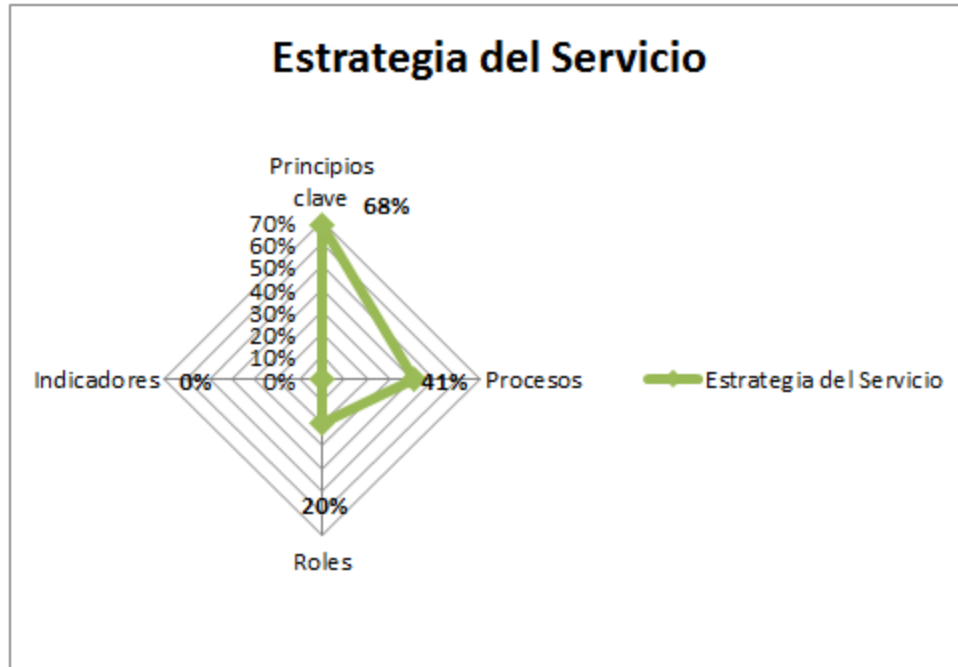 Estrategia del Servicio
Principios
clave
68%
70%
60%
50%
40%
30%
20%
10%
0%
Indicadores
0%
41%
Procesos
Estrategia del Servicio
20%
Roles